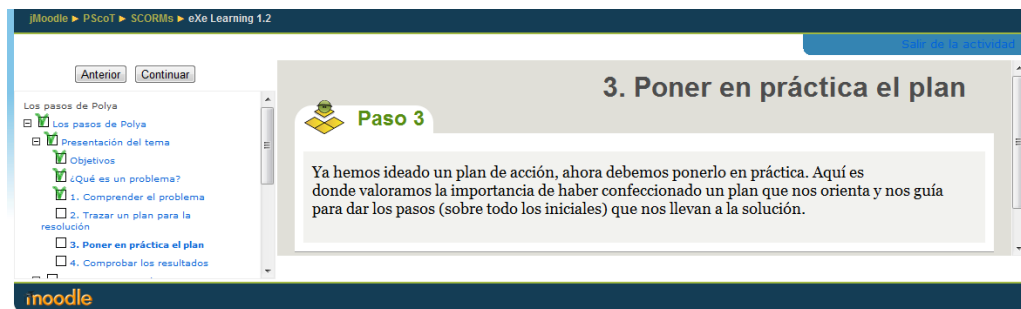 jMoodle ► PScoT ► SCORMs ► eXe Learning 1.2
Salir de la actividad
Anterior Continuar
Los pasos de Polya
Los pasos de Polya
Presentación del tema
Objetivos
¿Qué es un problema?
1. Comprender el problema
2. Trazar un plan para la
resolución
3. Poner en práctica el plan
4. Comprobar los resultados
3. Poner en práctica el plan
Paso 3
Ya hemos ideado un plan de acción, ahora debemos ponerlo en práctica. Aquí es
donde valoramos la importancia de haber confeccionado un plan que nos orienta y nos guía
para dar los pasos (sobre todo los iniciales) que nos llevan a la solución.
moodle